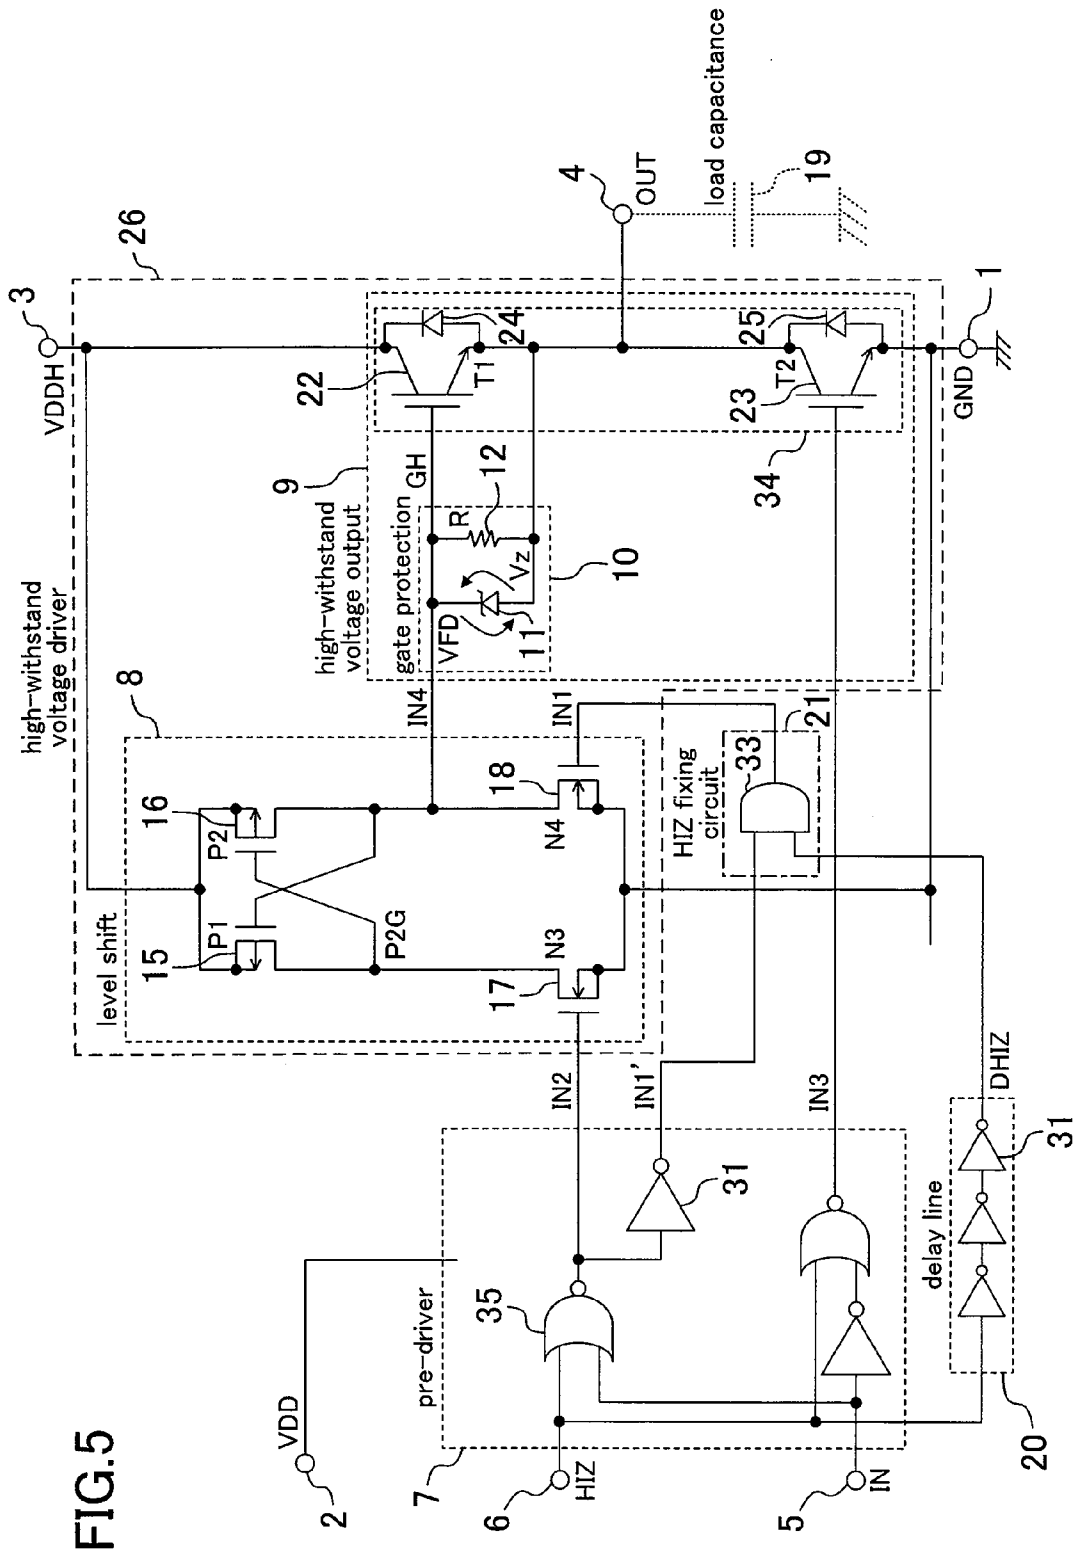 FIG.5
high-withstand
voltage driver
26
VDDH
3
level shift
8
15
P1
P2
16
P2G
17
N3
N4
18
IN4
IN1
high-withstand
voltage output
9
gate protection
GH
VFD
Vz
R
11
12
10
22
T1
24
23
T2
25
34
4
OUT
load capacitance
19
GND
1
HIZ fixing
circuit
33
21
VDD
2
pre-driver
7
35
IN2
IN1'
31
IN3
6
HIZ
5
IN
delay line
DHIZ
31
20